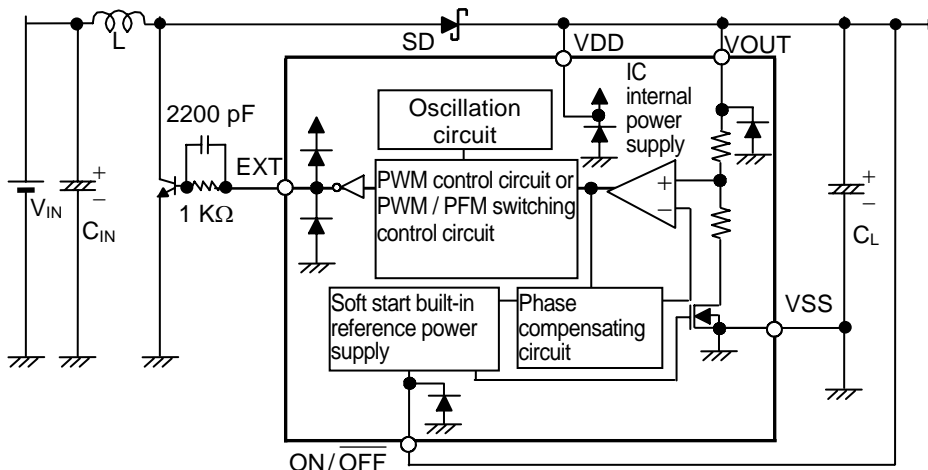 L
SD
VDD
VOUT
2200 pF
EXT
1 KΩ
+
−
VIN
CIN
Oscillation
circuit
IC
internal
power
supply
PWM control circuit or
PWM / PFM switching
control circuit
+
−
Soft start built-in
reference power
supply
Phase
compensating
circuit
VSS
+
−
CL
ON/OFF